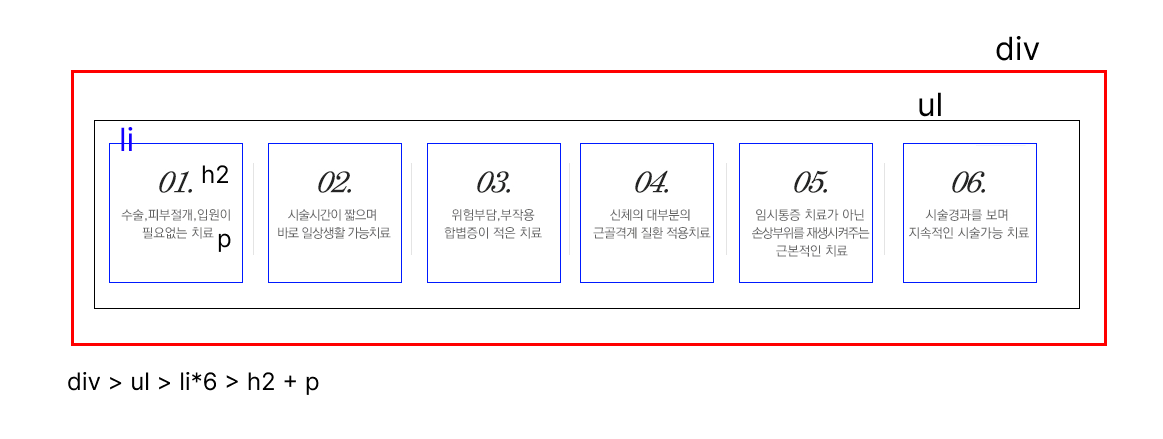 div
ul
li
01. h2
수술,피부절개,입원이
필요없는 치료 p
02.
시술시간이 짧으며
바로 일상생활 가능치료
03.
위험부담,부작용
합볍증이 적은 치료
04.
신체의 대부분의
근골격계 질환 적용치료
05.
임시통증 치료가 아닌
손상부위를 재생시켜주는
근본적인 치료
06.
시술경과를 보며
지속적인 시술가능 치료
div > ul > li*6 > h2 + p